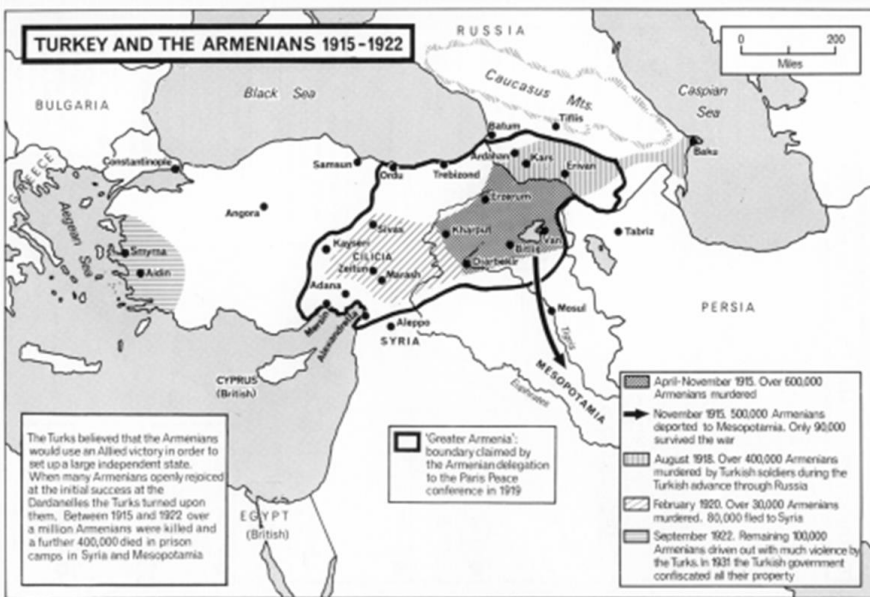 TURKEY AND THE ARMENIANS 1915-1922
RUSSIA
0 200
Miles
Caucasus Mts.
Caspian
Sea
Black Sea
BULGARIA
GREECE
Aegean Sea
Constantinople
Samsun
Ordu
Trebizond
Batum
Tiflis
Ardahan
Kars
Erivan
Baku
Angora
Erzerum
Sivas
Kharput
Van
Bitlis
Tabriz
Smyrna
Aidin
Kayseri
CILICIA
Zeitun
Marash
Diarbekir
Adana
Mersin
Alexandretta
Aleppo
SYRIA
Mosul
Tigris
PERSIA
MESOPOTAMIA
Euphrates
CYPRUS
(British)
EGYPT
(British)
The Turks believed that the Armenians
would use an Allied victory in order to
set up a large independent state.
When many Armenians openly rejoiced
at the initial success at the
Dardanelles the Turks turned upon
them. Between 1915 and 1922 over
a million Armenians were killed and
a further 400,000 died in prison
camps in Syria and Mesopotamia
'Greater Armenia':
boundary claimed by
the Armenian delegation
to the Paris Peace
conference in 1919
April-November 1915. Over 600,000
Armenians murdered
November 1915. 500,000 Armenians
deported to Mesopotamia. Only 90,000
survived the war
August 1918. Over 400,000 Armenians
murdered by Turkish soldiers during the
Turkish advance through Russia
February 1920. Over 30,000 Armenians
murdered. 80,000 fled to Syria
September 1922. Remaining 100,000
Armenians driven out with much violence by
the Turks. In 1931 the Turkish government
confiscated all their property